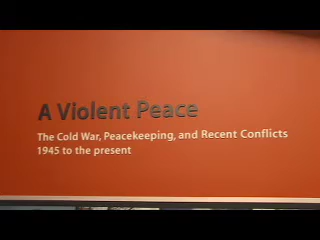 A Violent Peace
The Cold War, Peacekeeping, and Recent Conflicts
1945 to the present